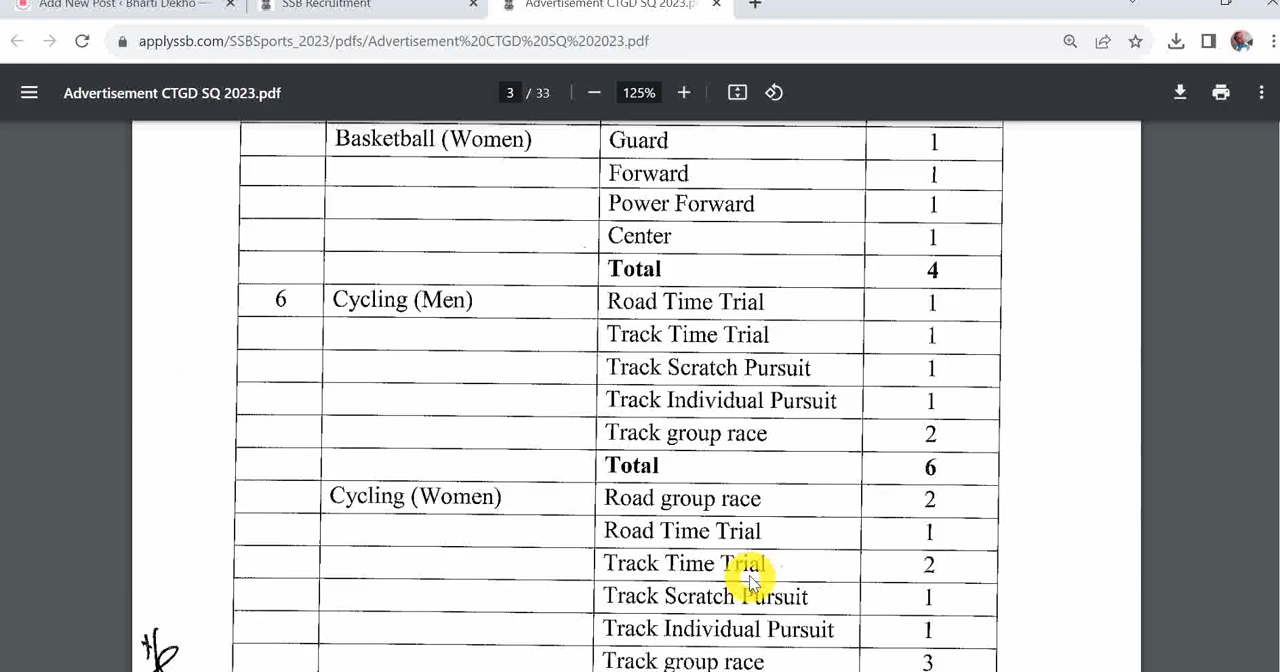 Add New Post ‹ Bharti Dekho —
SSB Recruitment
Advertisement CTGD SQ 2023.p
applyssb.com/SSBSports_2023/pdfs/Advertisement%20CTGD%20SQ%202023.pdf
Advertisement CTGD SQ 2023.pdf 3 / 33 125%
Basketball (Women) Guard 1
Forward 1
Power Forward 1
Center 1
Total 4
6 Cycling (Men) Road Time Trial 1
Track Time Trial 1
Track Scratch Pursuit 1
Track Individual Pursuit 1
Track group race 2
Total 6
Cycling (Women) Road group race 2
Road Time Trial 1
Track Time Trial 2
Track Scratch Pursuit 1
Track Individual Pursuit 1
Track group race 3